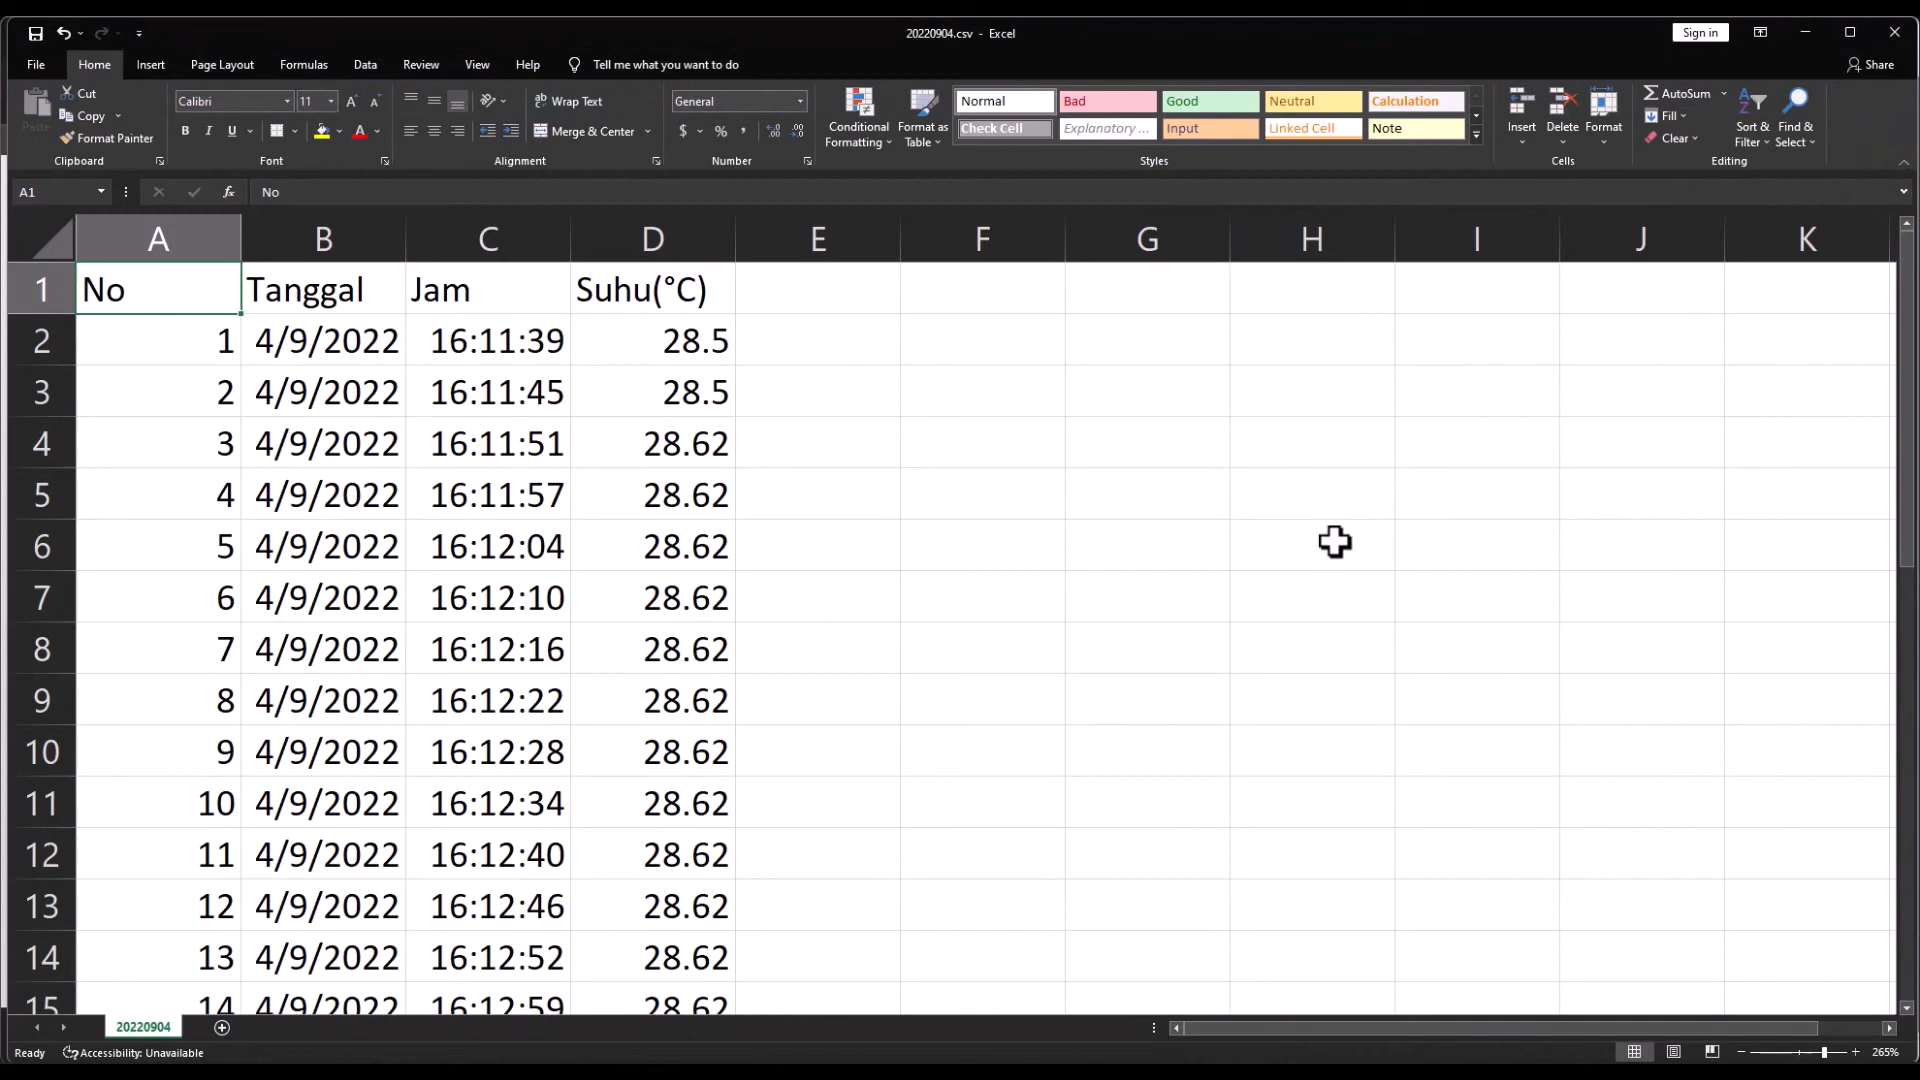 20220904.csv - Excel
Sign in
File Home Insert Page Layout Formulas Data Review View Help Tell me what you want to do Share
Paste
Cut
Copy
Format Painter
Clipboard
Calibri 11
B I U
Font
Wrap Text
Merge & Center
Alignment
General
$ % ,
Number
Conditional Formatting
Format as Table
Normal Bad Good Neutral Calculation
Check Cell Explanatory ... Input Linked Cell Note
Styles
Insert Delete Format
Cells
AutoSum
Fill
Clear
Sort & Filter
Find & Select
Editing
A1 fx No
A B C D E F G H I J K
1 No Tanggal Jam Suhu(°C)
2 1 4/9/2022 16:11:39 28.5
3 2 4/9/2022 16:11:45 28.5
4 3 4/9/2022 16:11:51 28.62
5 4 4/9/2022 16:11:57 28.62
6 5 4/9/2022 16:12:04 28.62
7 6 4/9/2022 16:12:10 28.62
8 7 4/9/2022 16:12:16 28.62
9 8 4/9/2022 16:12:22 28.62
10 9 4/9/2022 16:12:28 28.62
11 10 4/9/2022 16:12:34 28.62
12 11 4/9/2022 16:12:40 28.62
13 12 4/9/2022 16:12:46 28.62
14 13 4/9/2022 16:12:52 28.62
15 14 4/9/2022 16:12:59 28.62
20220904
Ready Accessibility: Unavailable 265%